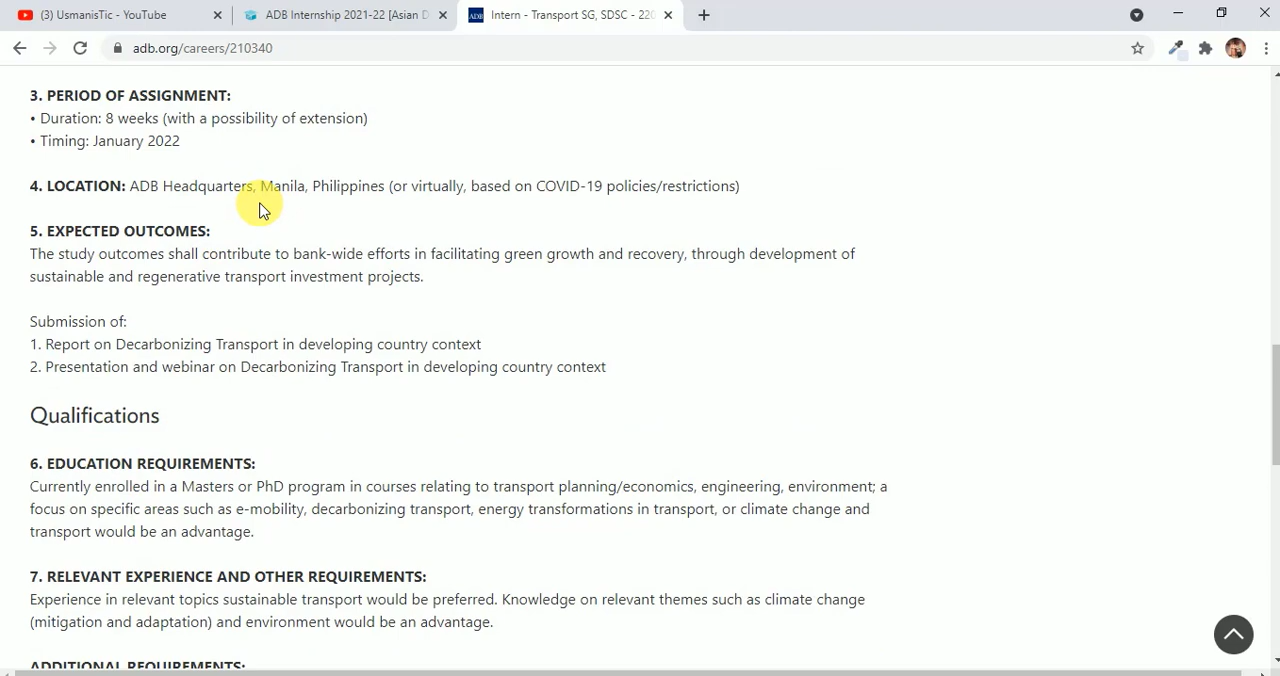 (3) UsmanisTic - YouTube
ADB Internship 2021-22 [Asian D
ADB
Intern - Transport SG, SDSC - 220
adb.org/careers/210340
3. PERIOD OF ASSIGNMENT:
• Duration: 8 weeks (with a possibility of extension)
• Timing: January 2022
4. LOCATION: ADB Headquarters, Manila, Philippines (or virtually, based on COVID-19 policies/restrictions)
5. EXPECTED OUTCOMES:
The study outcomes shall contribute to bank-wide efforts in facilitating green growth and recovery, through development of
sustainable and regenerative transport investment projects.
Submission of:
1. Report on Decarbonizing Transport in developing country context
2. Presentation and webinar on Decarbonizing Transport in developing country context
Qualifications
6. EDUCATION REQUIREMENTS:
Currently enrolled in a Masters or PhD program in courses relating to transport planning/economics, engineering, environment; a
focus on specific areas such as e-mobility, decarbonizing transport, energy transformations in transport, or climate change and
transport would be an advantage.
7. RELEVANT EXPERIENCE AND OTHER REQUIREMENTS:
Experience in relevant topics sustainable transport would be preferred. Knowledge on relevant themes such as climate change
(mitigation and adaptation) and environment would be an advantage.
ADDITIONAL REQUIREMENTS: